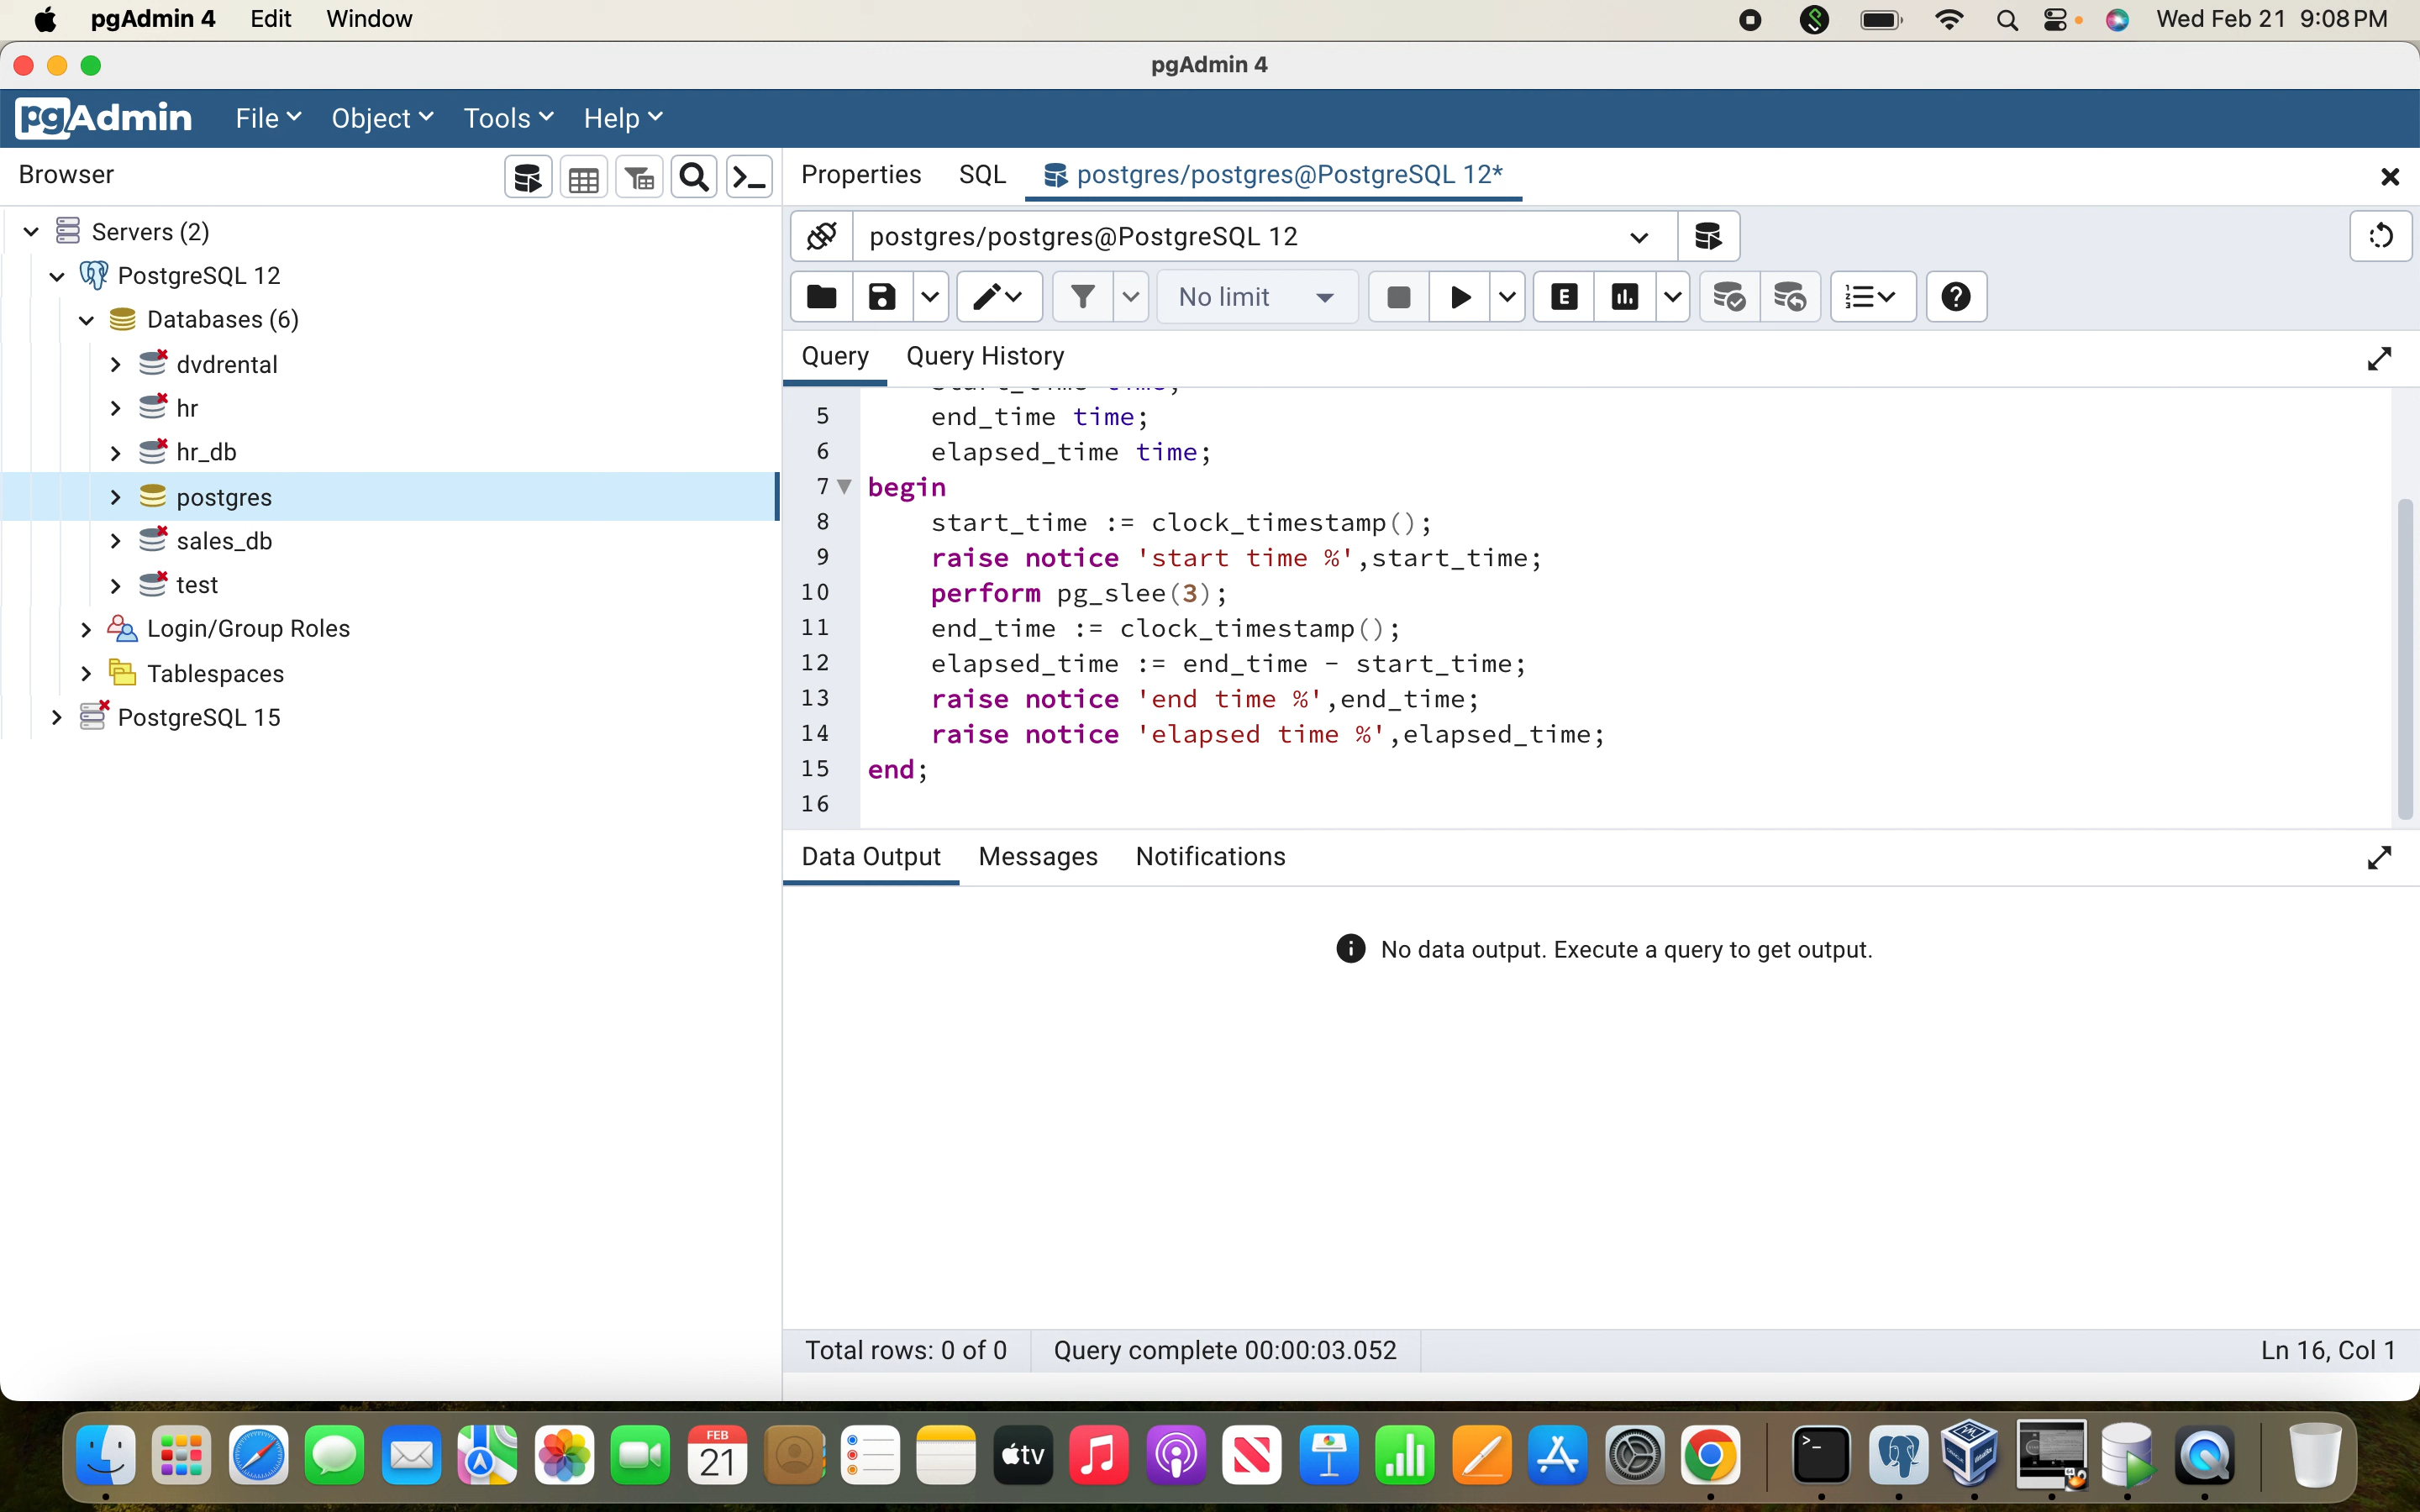 pgAdmin 4 Edit Window Wed Feb 21 9:08 PM
pgAdmin 4
pgAdmin File Object Tools Help
Browser
Properties SQL postgres/postgres@PostgreSQL 12*
Servers (2)
PostgreSQL 12
Databases (6)
dvdrental
hr
hr_db
postgres
sales_db
test
Login/Group Roles
Tablespaces
PostgreSQL 15
postgres/postgres@PostgreSQL 12
No limit E
Query Query History
start_time time;
5 end_time time;
6 elapsed_time time;
7 begin
8 start_time := clock_timestamp();
9 raise notice 'start time %',start_time;
10 perform pg_slee(3);
11 end_time := clock_timestamp();
12 elapsed_time := end_time - start_time;
13 raise notice 'end time %',end_time;
14 raise notice 'elapsed time %',elapsed_time;
15 end;
16
Data Output Messages Notifications
No data output. Execute a query to get output.
Total rows: 0 of 0 Query complete 00:00:03.052 Ln 16, Col 1
FEB
21
tv